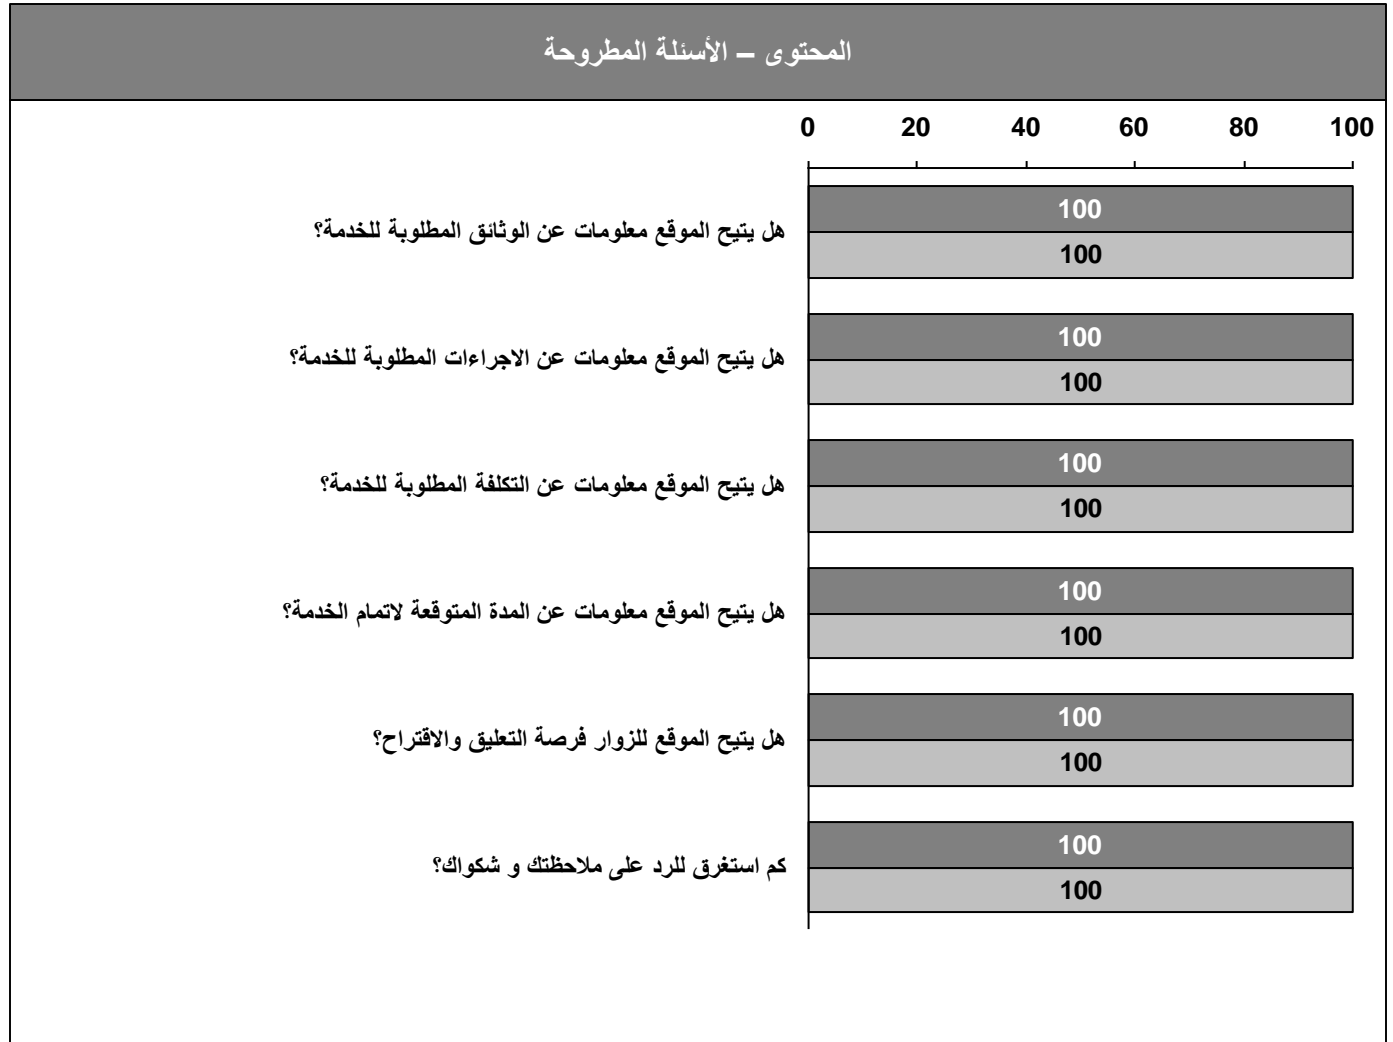 المحتوى – الأسئلة المطروحة
0 20 40 60 80 100
هل يتيح الموقع معلومات عن الوثائق المطلوبة للخدمة؟
100
100
هل يتيح الموقع معلومات عن الاجراءات المطلوبة للخدمة؟
100
100
هل يتيح الموقع معلومات عن التكلفة المطلوبة للخدمة؟
100
100
هل يتيح الموقع معلومات عن المدة المتوقعة لاتمام الخدمة؟
100
100
هل يتيح الموقع للزوار فرصة التعليق والاقتراح؟
100
100
كم استغرق للرد على ملاحظتك و شكواك؟
100
100